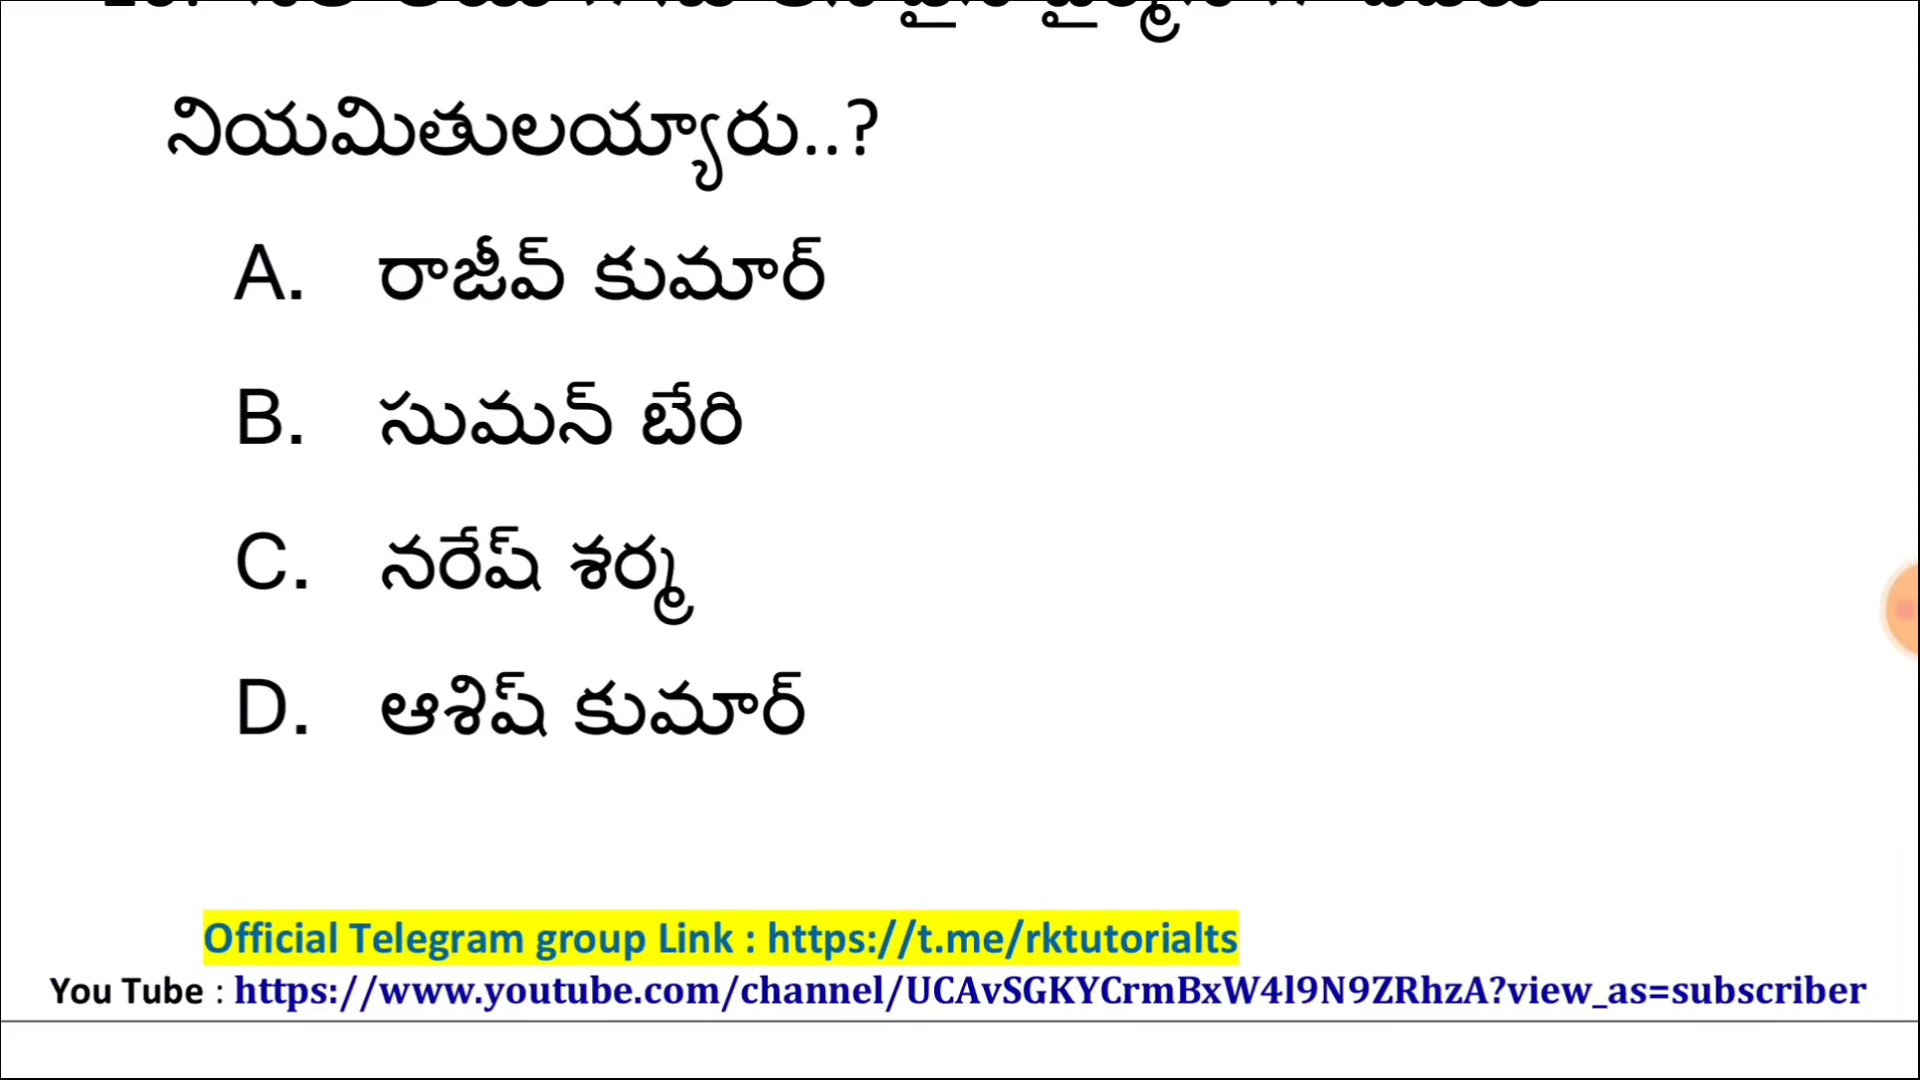 నియమితులయ్యారు..?
A. రాజీవ్ కుమార్
B. సుమన్ బేరి
C. నరేష్ శర్మ
D. ఆశిష్ కుమార్
Official Telegram group Link : https://t.me/rktutorialts
You Tube : https://www.youtube.com/channel/UCAvSGKYCrmBxW4l9N9ZRhzA?view_as=subscriber